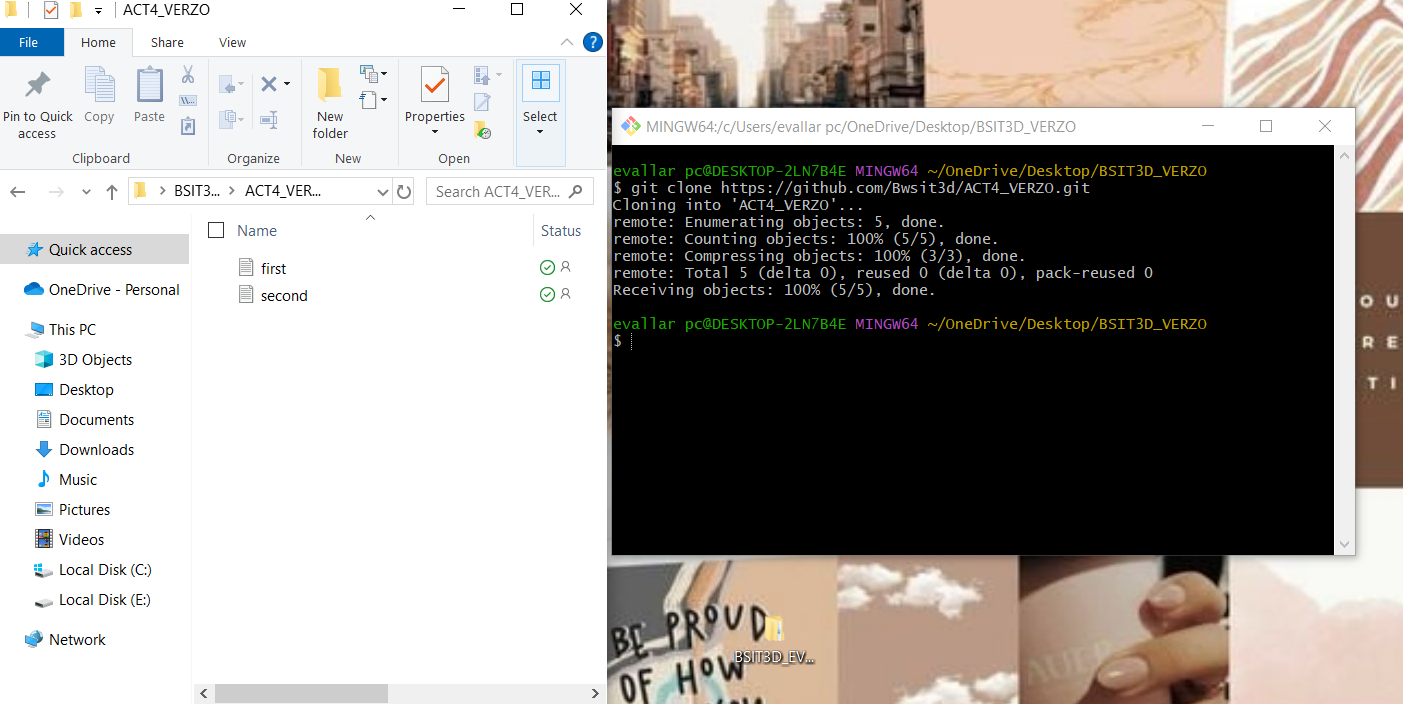 ACT4_VERZO
File
Home
Share
View
?
Pin to Quick
access
Copy
Paste
Clipboard
Organize
New
folder
New
Properties
Open
Select
BSIT3...
ACT4_VER...
Search ACT4_VER...
Name
Status
Quick access
OneDrive - Personal
This PC
3D Objects
Desktop
Documents
Downloads
Music
Pictures
Videos
Local Disk (C:)
Local Disk (E:)
Network
first
second
MINGW64:/c/Users/evallar pc/OneDrive/Desktop/BSIT3D_VERZO
evallar pc@DESKTOP-2LN7B4E MINGW64 ~/OneDrive/Desktop/BSIT3D_VERZO
$ git clone https://github.com/Bwsit3d/ACT4_VERZO.git
Cloning into 'ACT4_VERZO'...
remote: Enumerating objects: 5, done.
remote: Counting objects: 100% (5/5), done.
remote: Compressing objects: 100% (3/3), done.
remote: Total 5 (delta 0), reused 0 (delta 0), pack-reused 0
Receiving objects: 100% (5/5), done.
evallar pc@DESKTOP-2LN7B4E MINGW64 ~/OneDrive/Desktop/BSIT3D_VERZO
$
O U
R E
T I
BE PROUD
OF HOW
BSIT3D_EV...